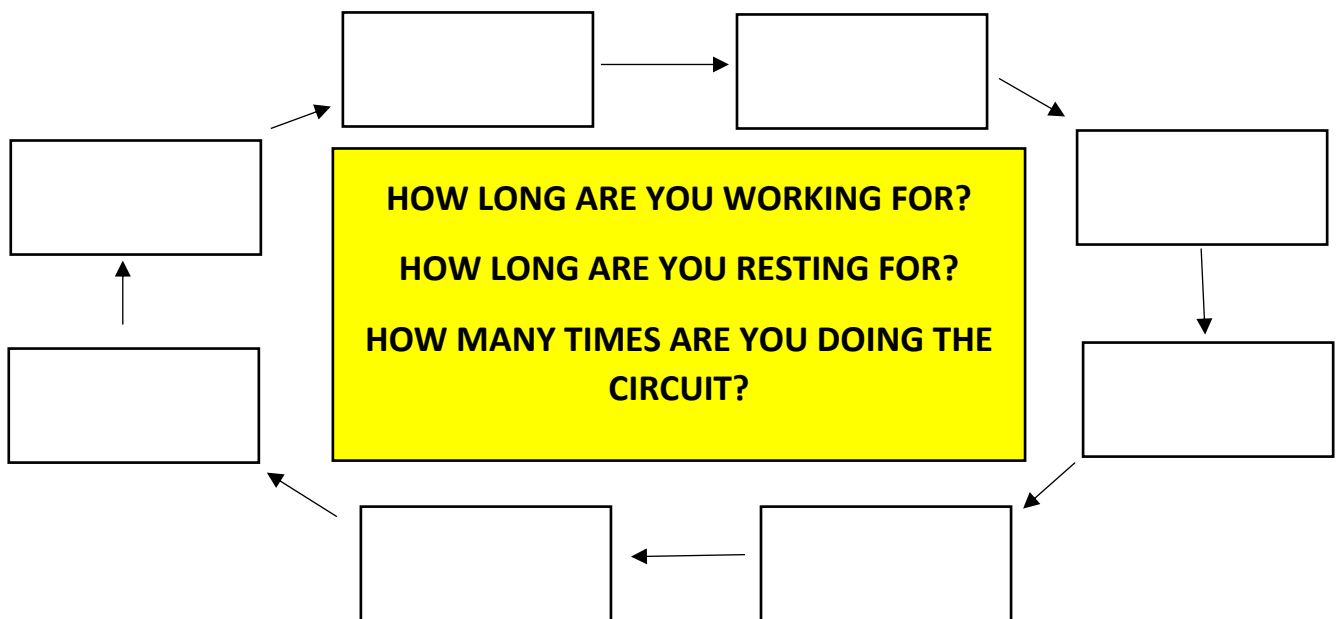 HOW LONG ARE YOU WORKING FOR?
HOW LONG ARE YOU RESTING FOR?
HOW MANY TIMES ARE YOU DOING THE
CIRCUIT?